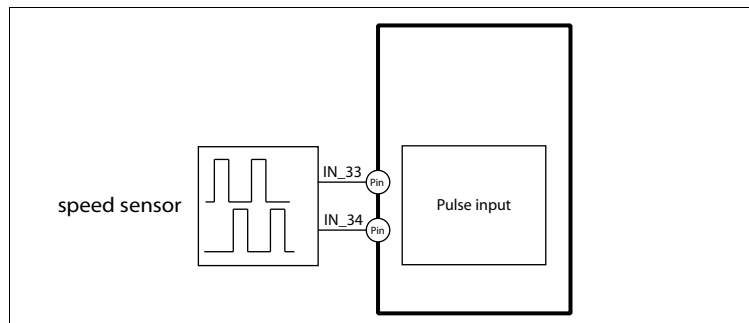 speed sensor
IN_33
Pin
IN_34
Pin
Pulse input